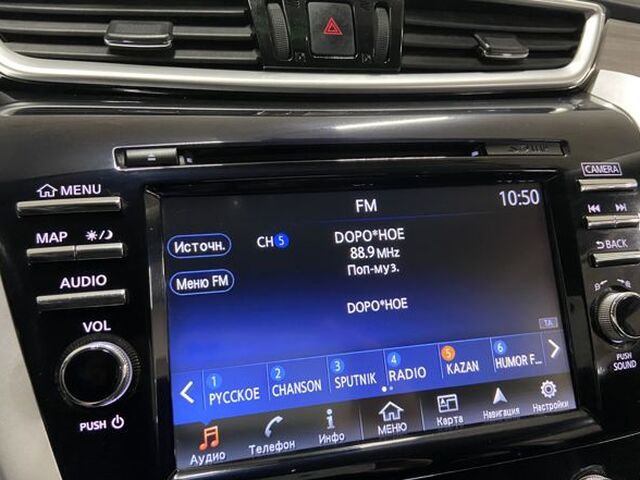 MENU
CAMERA
MAP
BACK
AUDIO
VOL
PUSH
PUSH
SOUND
FM
10:50
Источн.
CH 5
DOPO*HOE
88.9 MHz
Поп-муз.
Меню FM
DOPO*HOE
TA
1 РУССКОЕ
2 CHANSON
3 SPUTNIK
4 RADIO
5 KAZAN
6 HUMOR F...
Аудио
Телефон
Инфо
МЕНЮ
Карта
Навигация
Настройки